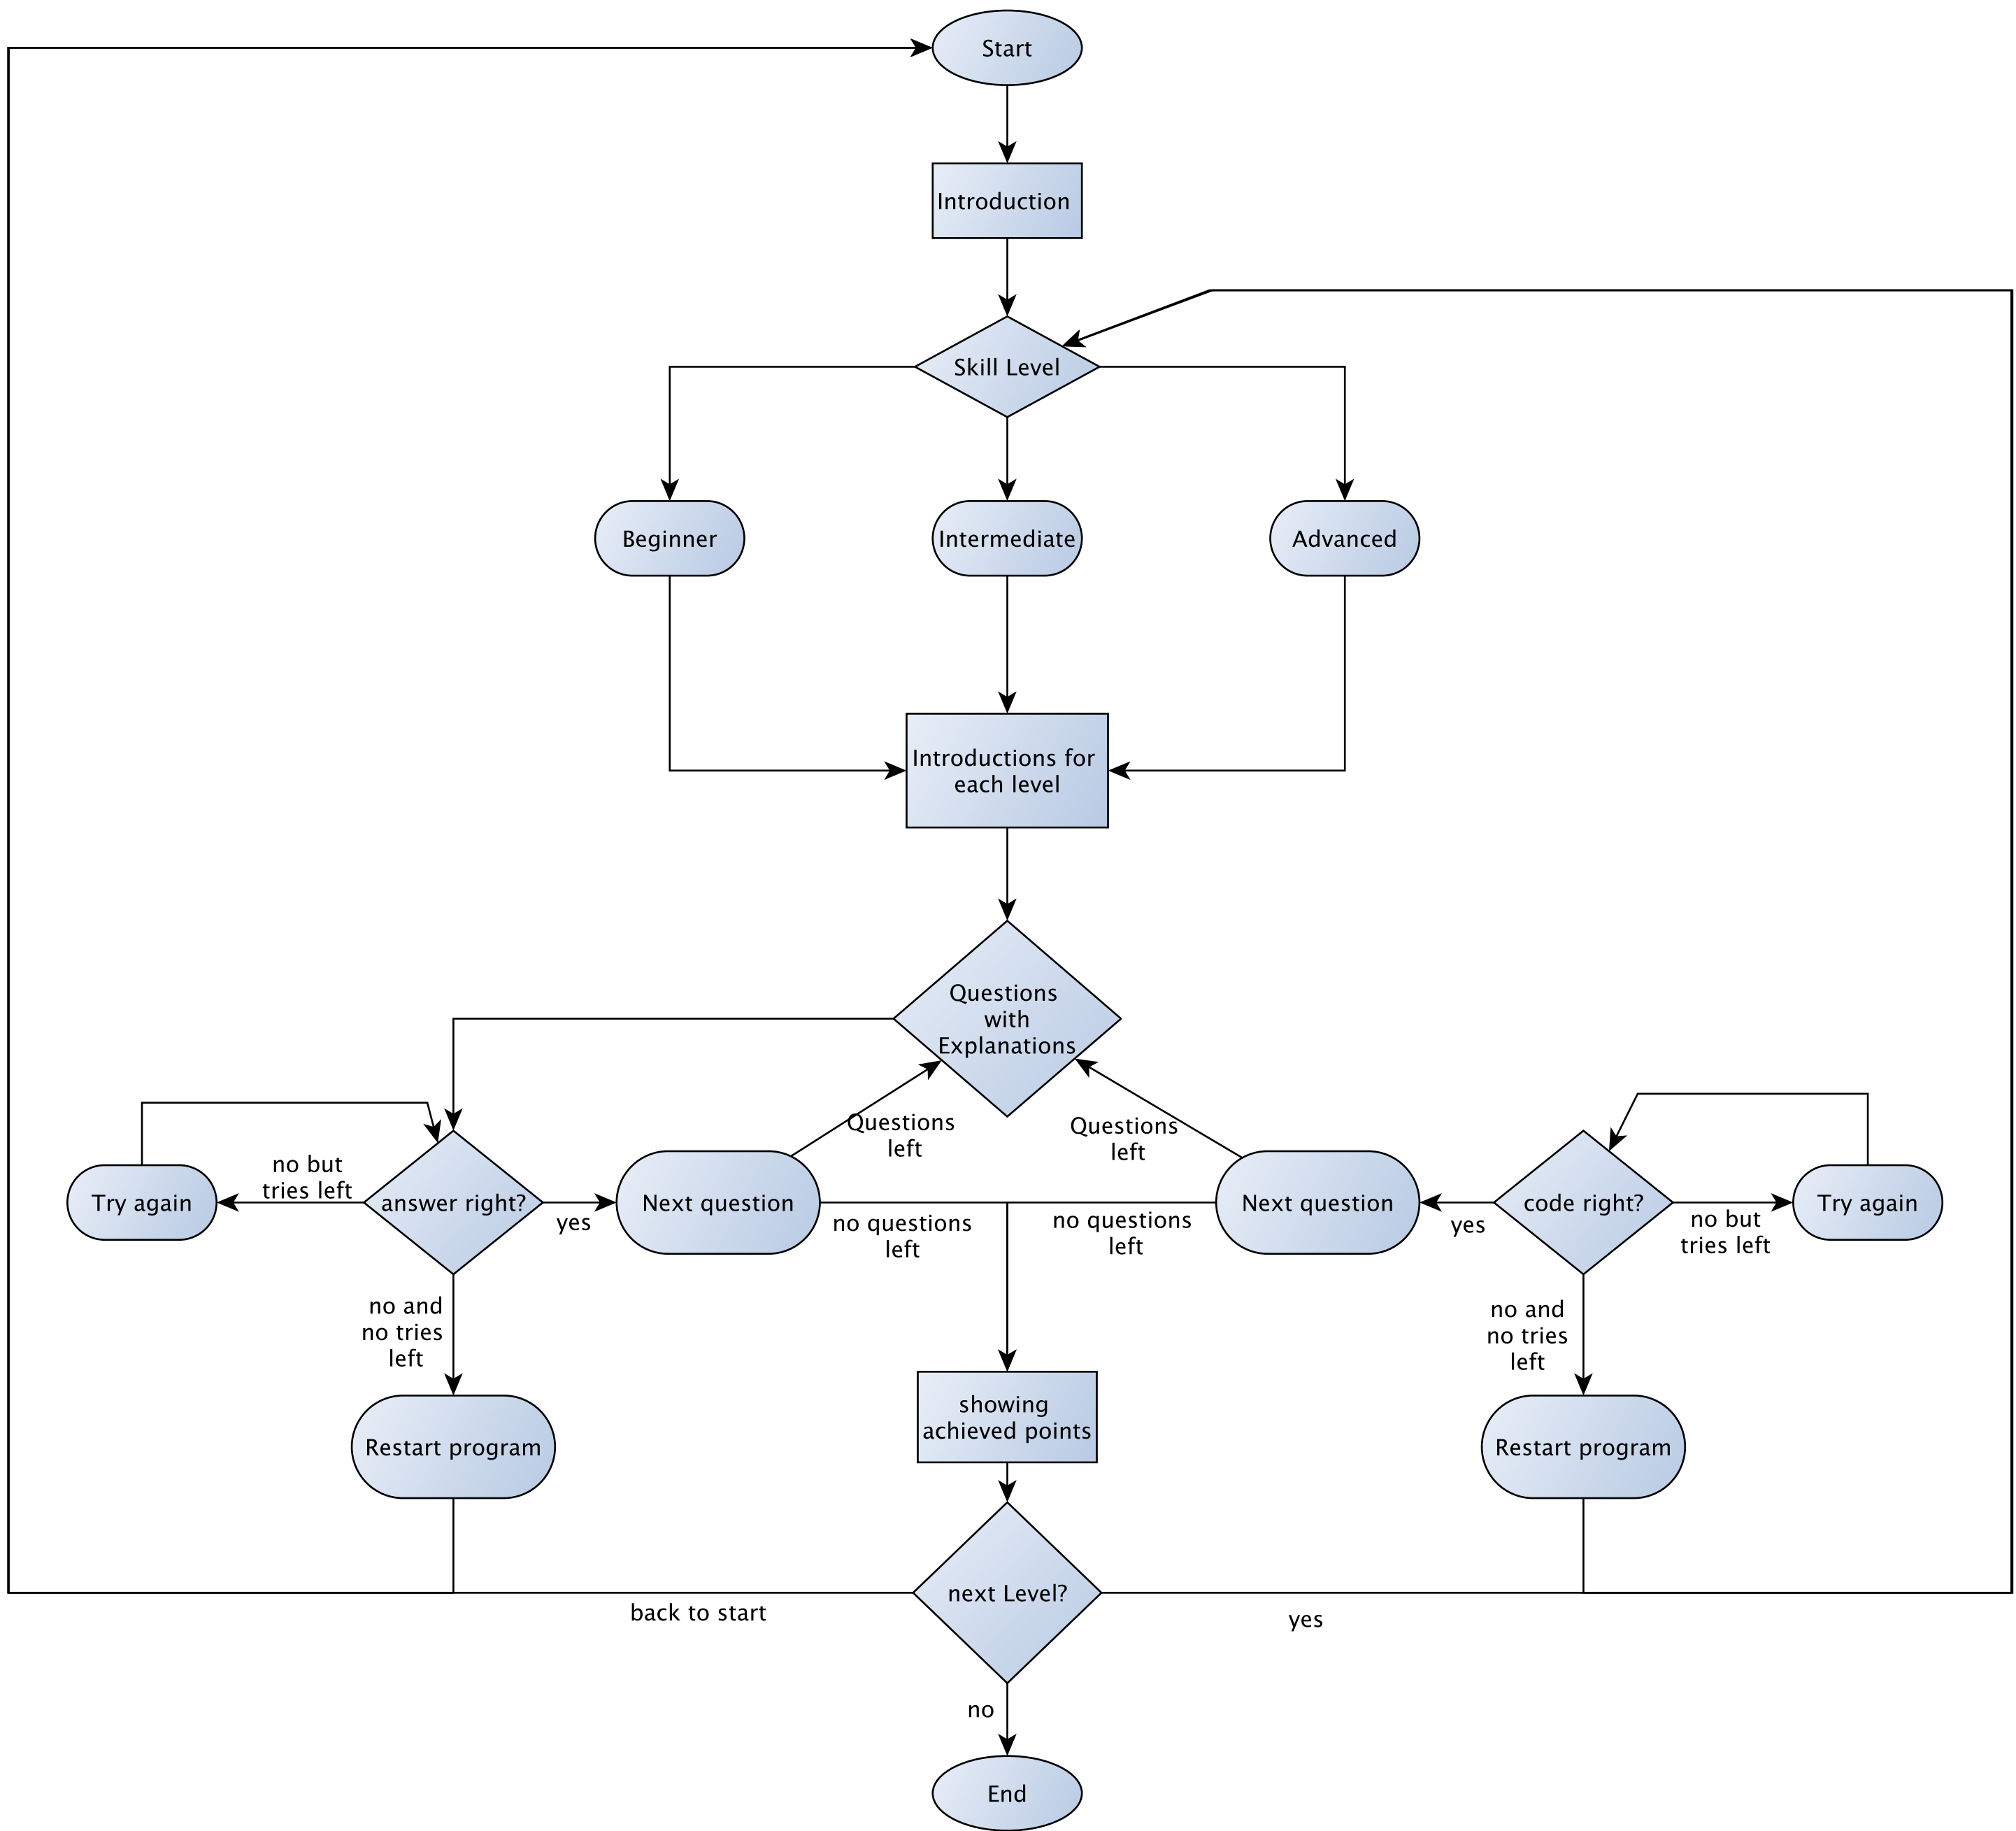 Start
Introduction
Skill Level
Beginner
Intermediate
Advanced
Introductions for
each level
Questions
with
Explanations
Questions
left
Questions
left
no but
tries left
Try again
answer right?
yes
Next question
no questions
left
no questions
left
Next question
yes
code right?
no but
tries left
Try again
no and
no tries
left
no and
no tries
left
showing
achieved points
Restart program
Restart program
next Level?
back to start
yes
no
End